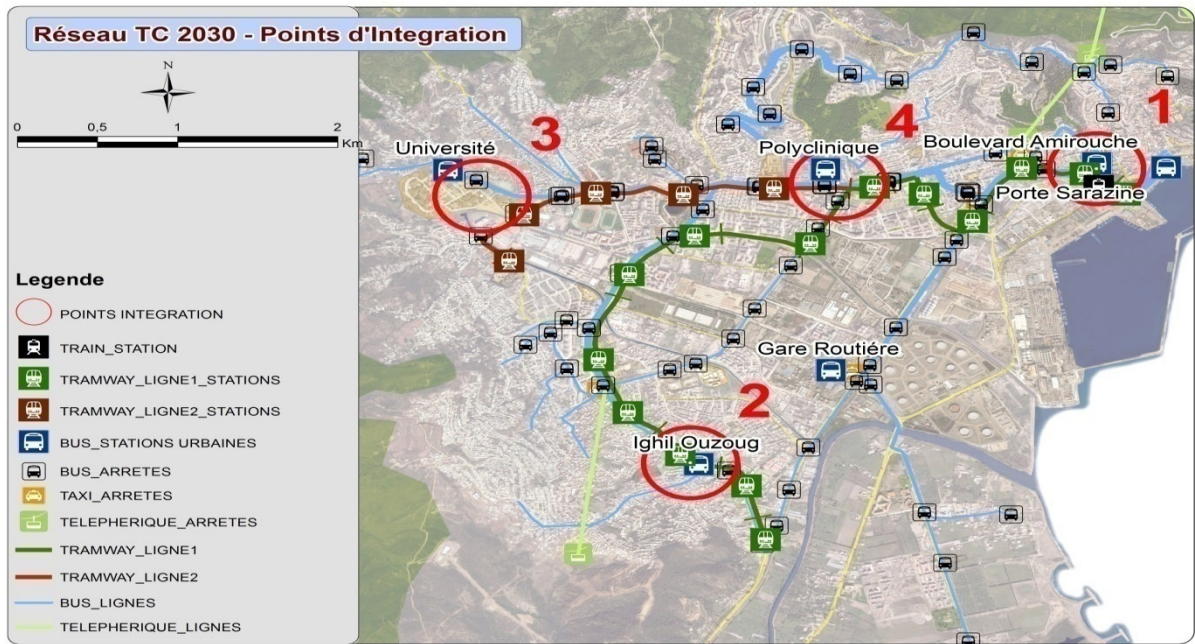 Réseau TC 2030 - Points d'Integration
N
0 0,5 1 2
Km
Legende
POINTS INTEGRATION
TRAIN_STATION
TRAMWAY_LIGNE1_STATIONS
TRAMWAY_LIGNE2_STATIONS
BUS_STATIONS URBAINES
BUS_ARRETES
TAXI_ARRETES
TELEPHERIQUE_ARRETES
TRAMWAY_LIGNE1
TRAMWAY_LIGNE2
BUS_LIGNES
TELEPHERIQUE_LIGNES
1
3
4
Université
Polyclinique
Boulevard Amirouche
Porte Sarazine
Gare Routiére
2
Ighil Ouzoug